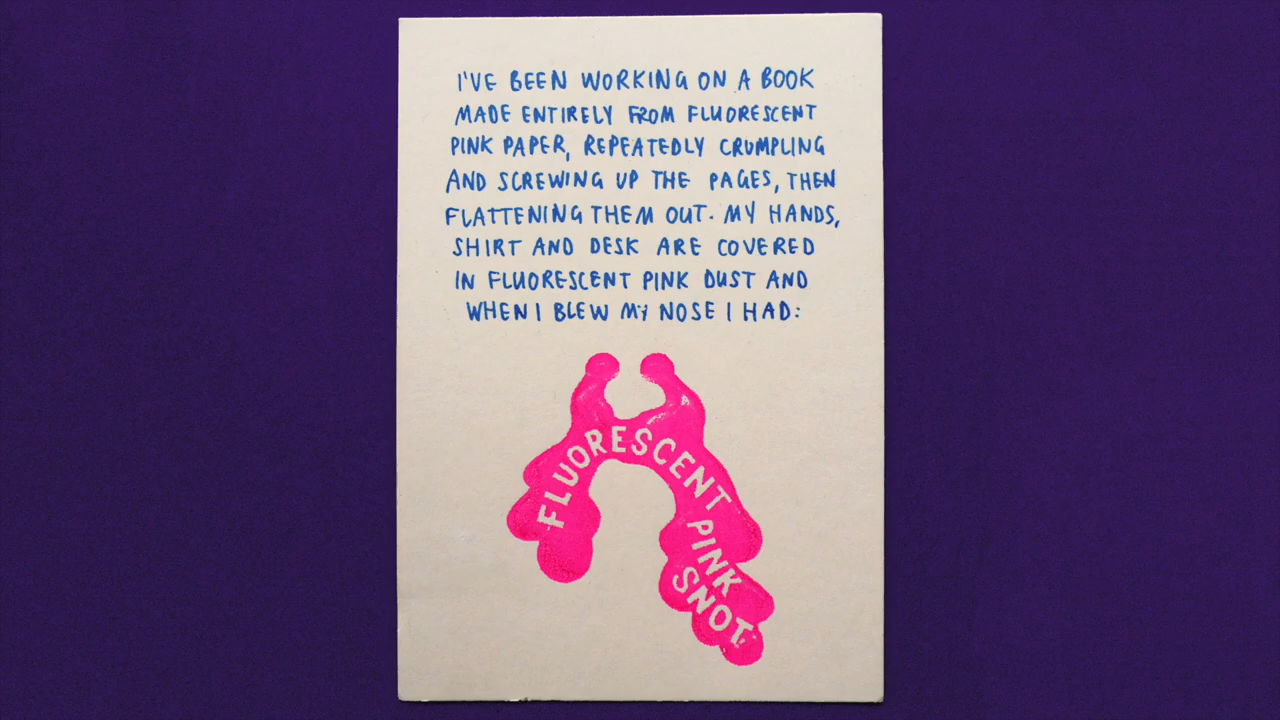 I'VE BEEN WORKING ON A BOOK
MADE ENTIRELY FROM FLUORESCENT
PINK PAPER, REPEATEDLY CRUMPLING
AND SCREWING UP THE PAGES, THEN
FLATTENING THEM OUT. MY HANDS,
SHIRT AND DESK ARE COVERED
IN FLUORESCENT PINK DUST AND
WHEN I BLEW MY NOSE I HAD:
FLUORESCENT PINK
SNOT.